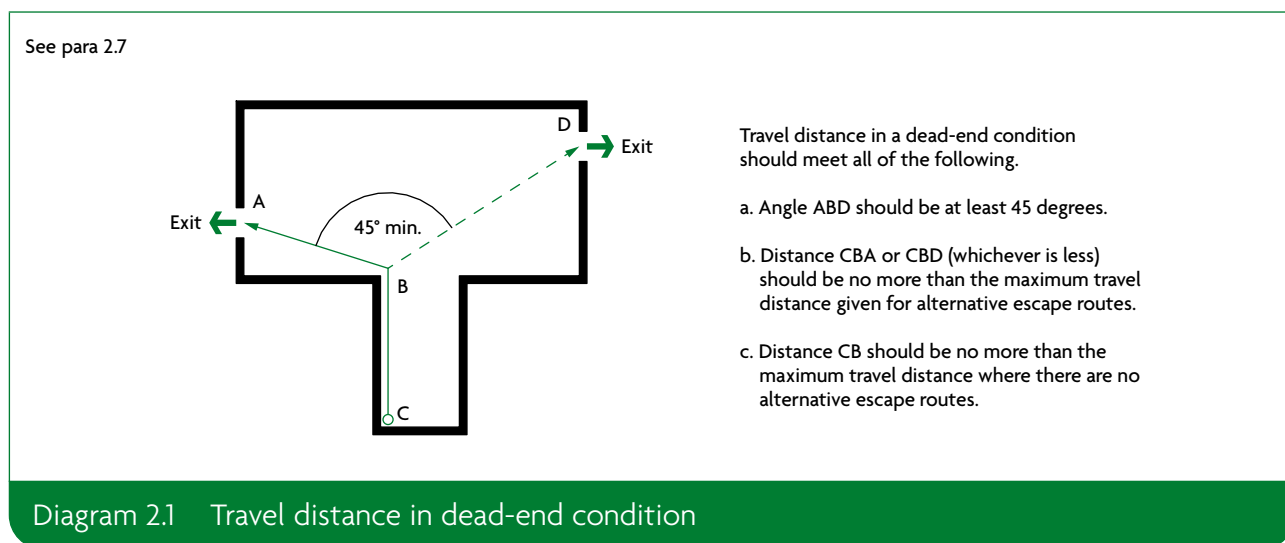 See para 2.7
D
Exit
A
Exit
45° min.
B
C
Travel distance in a dead-end condition
should meet all of the following.
a. Angle ABD should be at least 45 degrees.
b. Distance CBA or CBD (whichever is less)
should be no more than the maximum travel
distance given for alternative escape routes.
c. Distance CB should be no more than the
maximum travel distance where there are no
alternative escape routes.
Diagram 2.1 Travel distance in dead-end condition